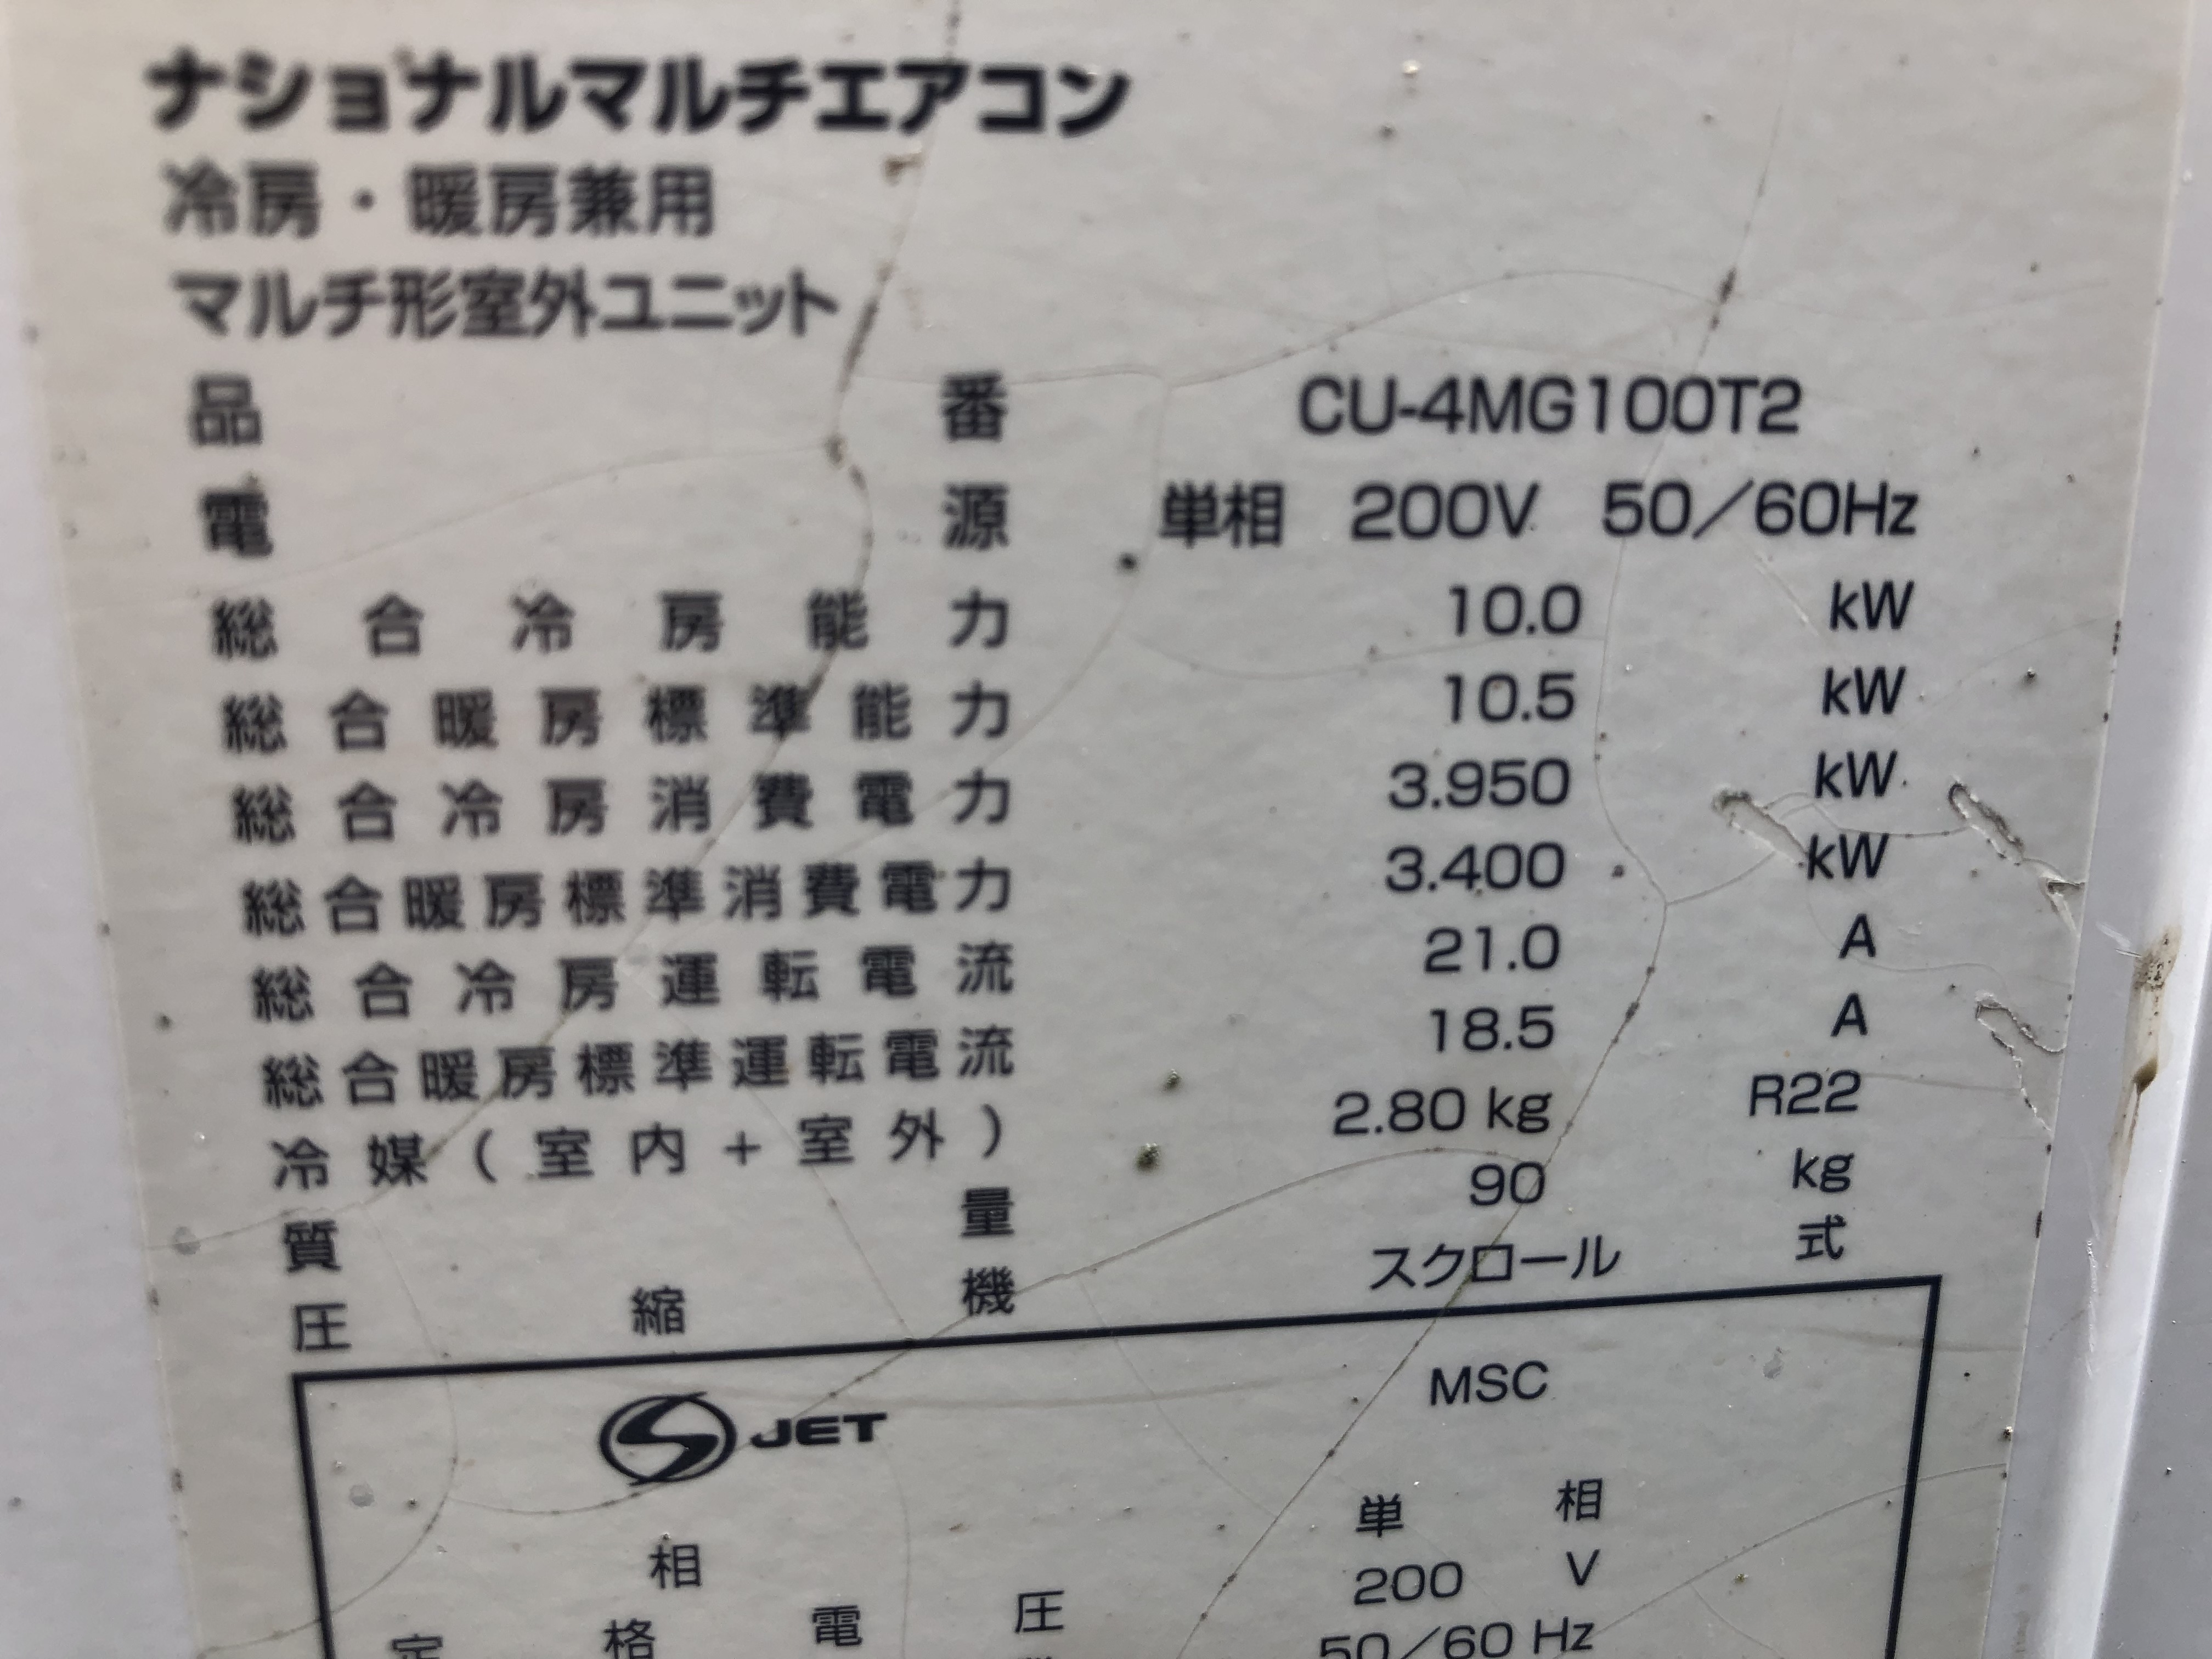 ナショナルマルチエアコン
冷房・暖房兼用
マルチ形室外ユニット
品番 CU-4MG100T2
電源 単相 200V 50／60Hz
総合冷房能力 10.0 kW
総合暖房標準能力 10.5 kW
総合冷房消費電力 3.950 kW
総合暖房標準消費電力 3.400 kW
総合冷房運転電流 21.0 A
総合暖房標準運転電流 18.5 A
冷媒(室内+室外) 2.80 kg R22
質量 90 kg
圧縮機 スクロール式
JET MSC
相 単相
定格電圧 200 V
50／60 Hz